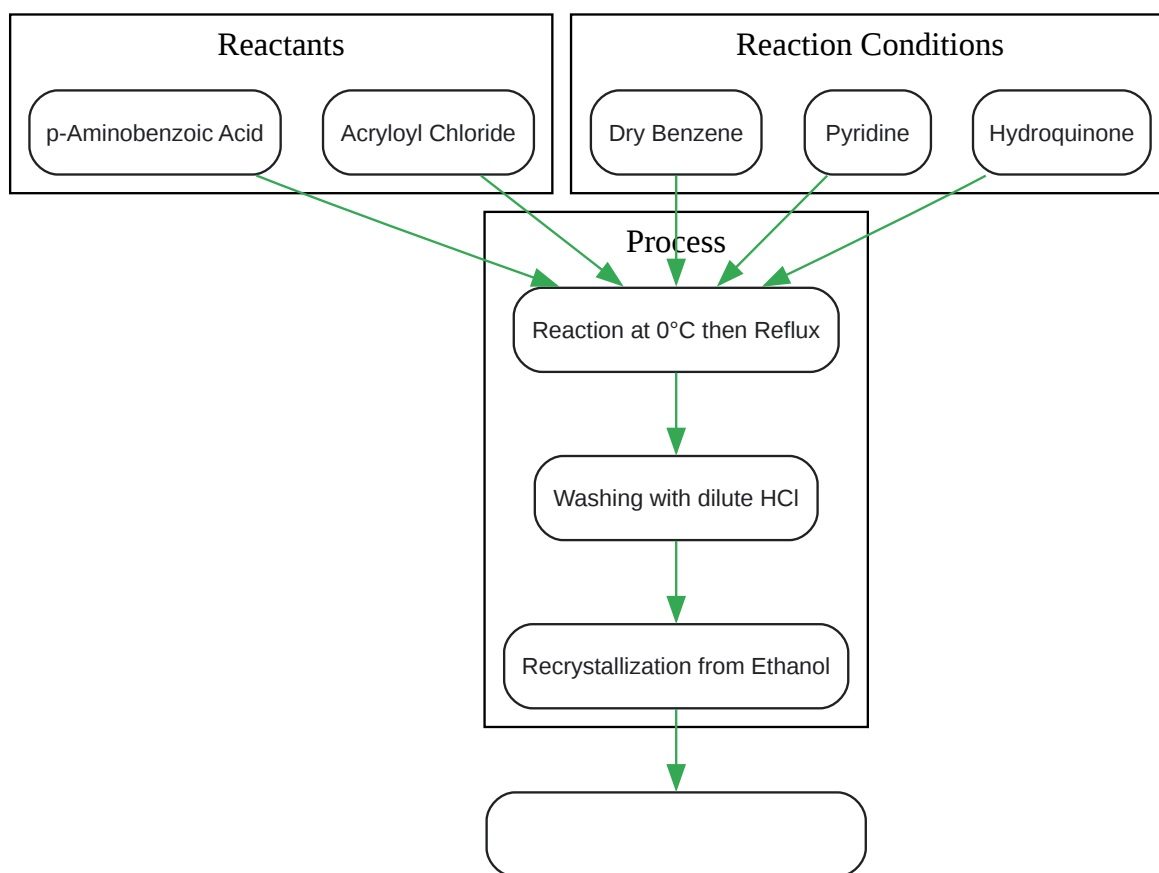 Reactants
Reaction Conditions
p-Aminobenzoic Acid
Acryloyl Chloride
Dry Benzene
Pyridine
Hydroquinone
Process
Reaction at 0°C then Reflux
Washing with dilute HCl
Recrystallization from Ethanol